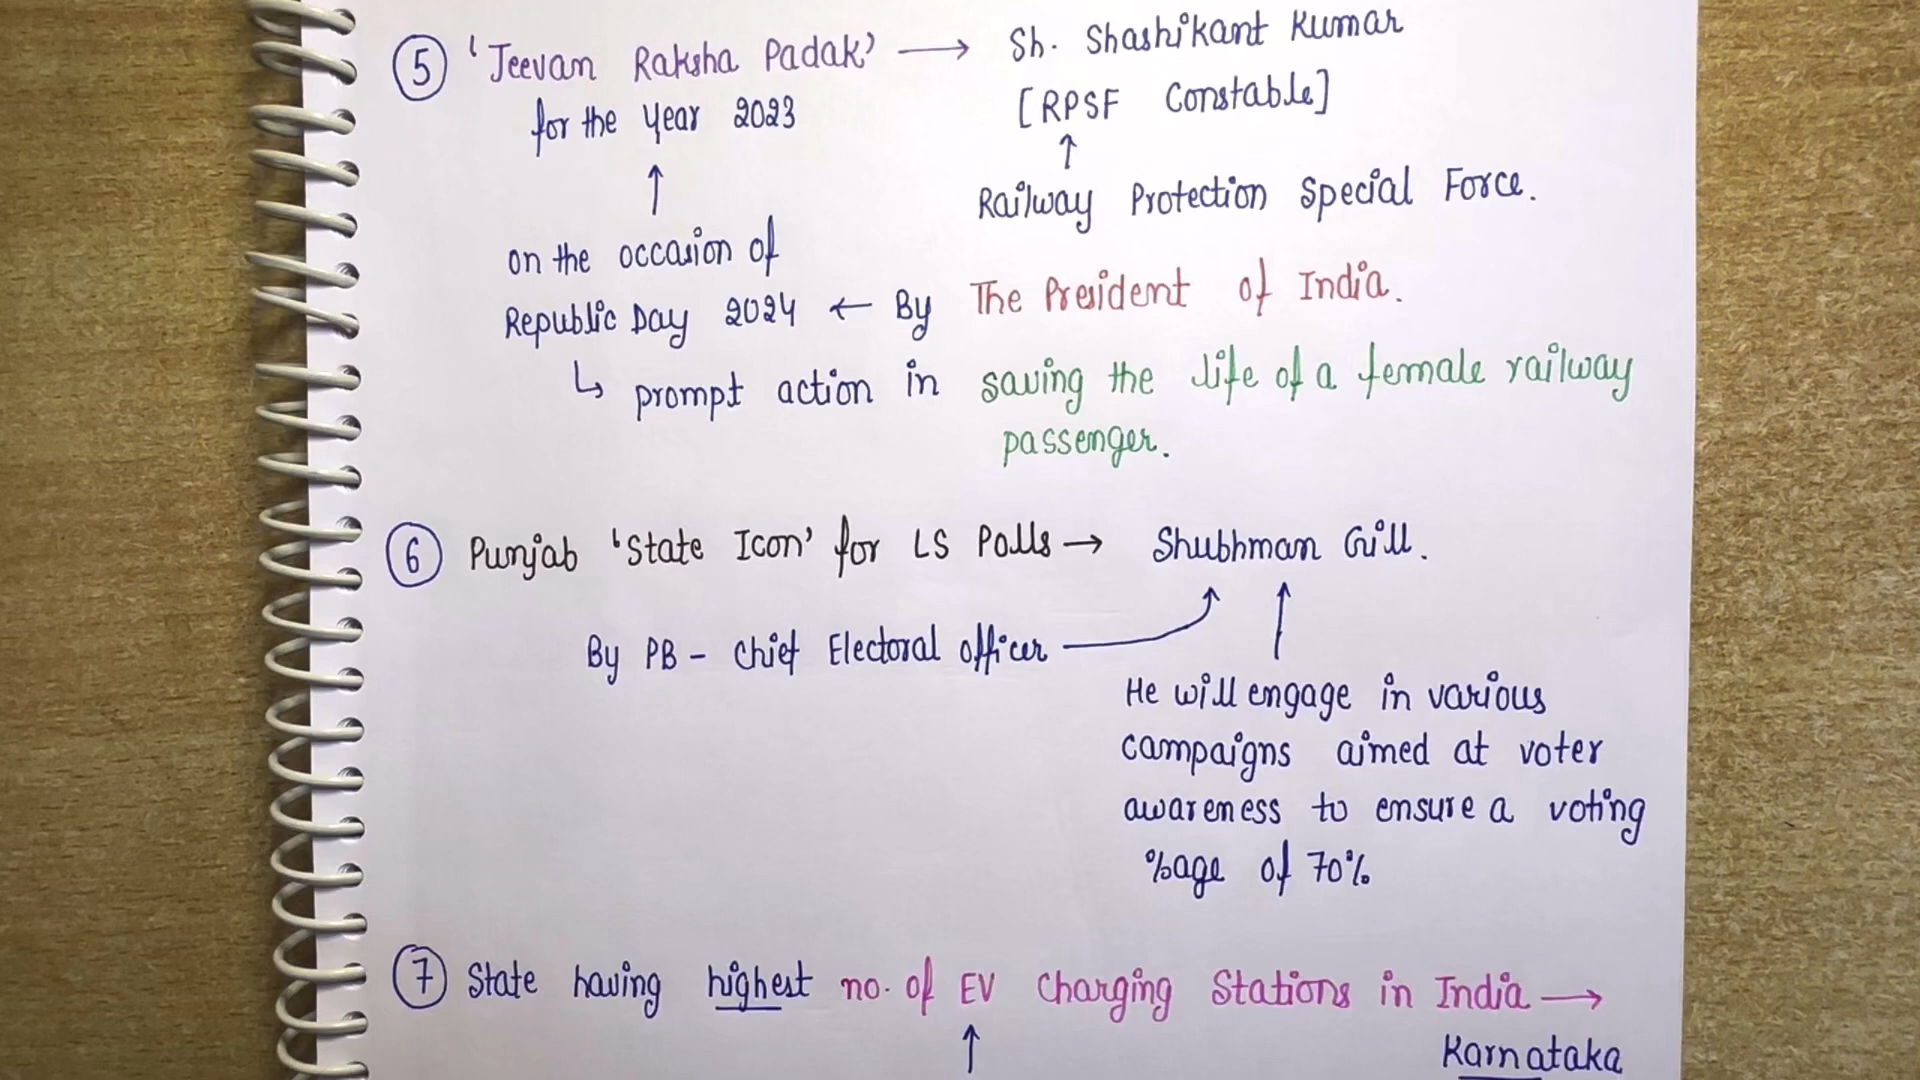 5 'Jeevan Raksha Padak' → Sh. Shashikant Kumar
for the year 2023 [RPSF Constable]
↑ ↑
Railway Protection Special Force.
on the occasion of
Republic Day 2024 ← By The President of India.
↳ prompt action in saving the life of a female railway
passenger.
6 Punjab 'State Icon' for LS Polls → Shubhman Gill.
By PB - Chief Electoral officer
He will engage in various
campaigns aimed at voter
awareness to ensure a voting
%age of 70%
7 State having highest no. of EV Charging Stations in India →
↑ Karnataka